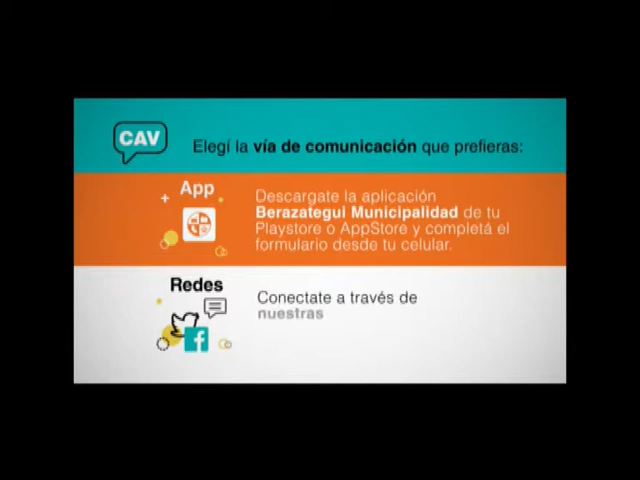 CAV
Elegí la vía de comunicación que prefieras:
App
Descargate la aplicación
Berazategui Municipalidad de tu
Playstore o AppStore y completá el
formulario desde tu celular.
Redes
Conectate a través de
nuestras
f